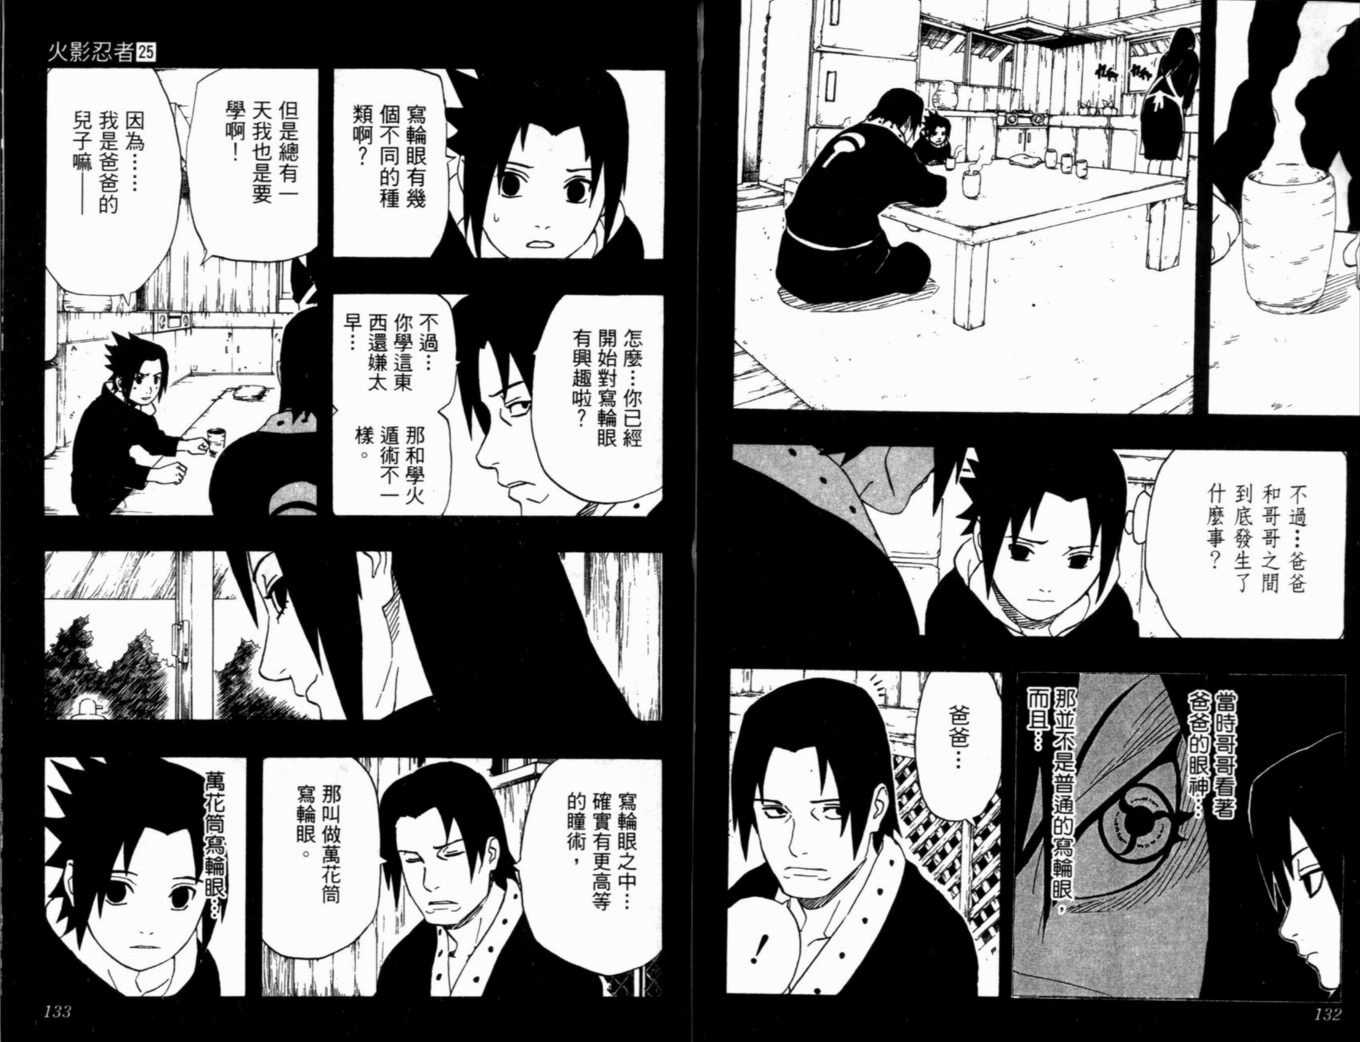 不過…爸爸
和哥哥之間
到底發生了
什麼事？
當時哥哥看著
爸爸的眼神…
那並不是普通的寫輪眼，
而且…
爸爸…
！
132
火影忍者25
寫輪眼有幾
個不同的種
類啊？
但是總有一
天我也是要
學啊！
因為……
我是爸爸的
兒子嘛——
怎麼…你已經
開始對寫輪眼
有興趣啦？
不過…
你學這東
西還嫌太
早…
那和學火
遁術不一
樣。
寫輪眼之中…
確實有更高等
的瞳術，
那叫做萬花筒
寫輪眼。
萬花筒寫輪眼…
133